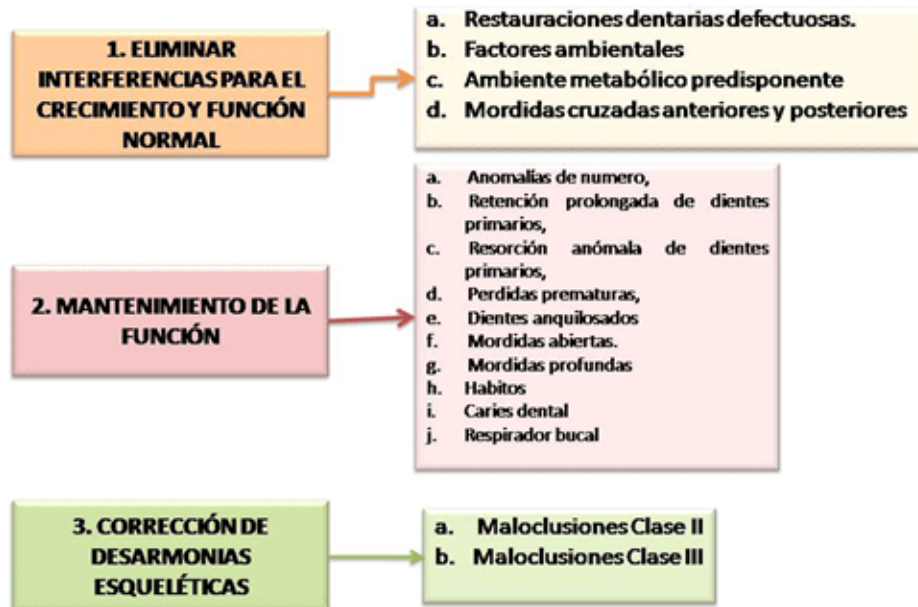 1. ELIMINAR
INTERFERENCIAS PARA EL
CRECIMIENTO Y FUNCIÓN
NORMAL
a. Restauraciones dentarias defectuosas.
b. Factores ambientales
c. Ambiente metabólico predisponente
d. Mordidas cruzadas anteriores y posteriores
2. MANTENIMIENTO DE LA
FUNCIÓN
a. Anomalías de numero,
b. Retención prolongada de dientes
primarios,
c. Resorción anómala de dientes
primarios,
d. Perdidas prematuras,
e. Dientes anquilosados
f. Mordidas abiertas.
g. Mordidas profundas
h. Habitos
i. Caries dental
j. Respirador bucal
3. CORRECCIÓN DE
DESARMONIAS
ESQUELÉTICAS
a. Maloclusiones Clase II
b. Maloclusiones Clase III